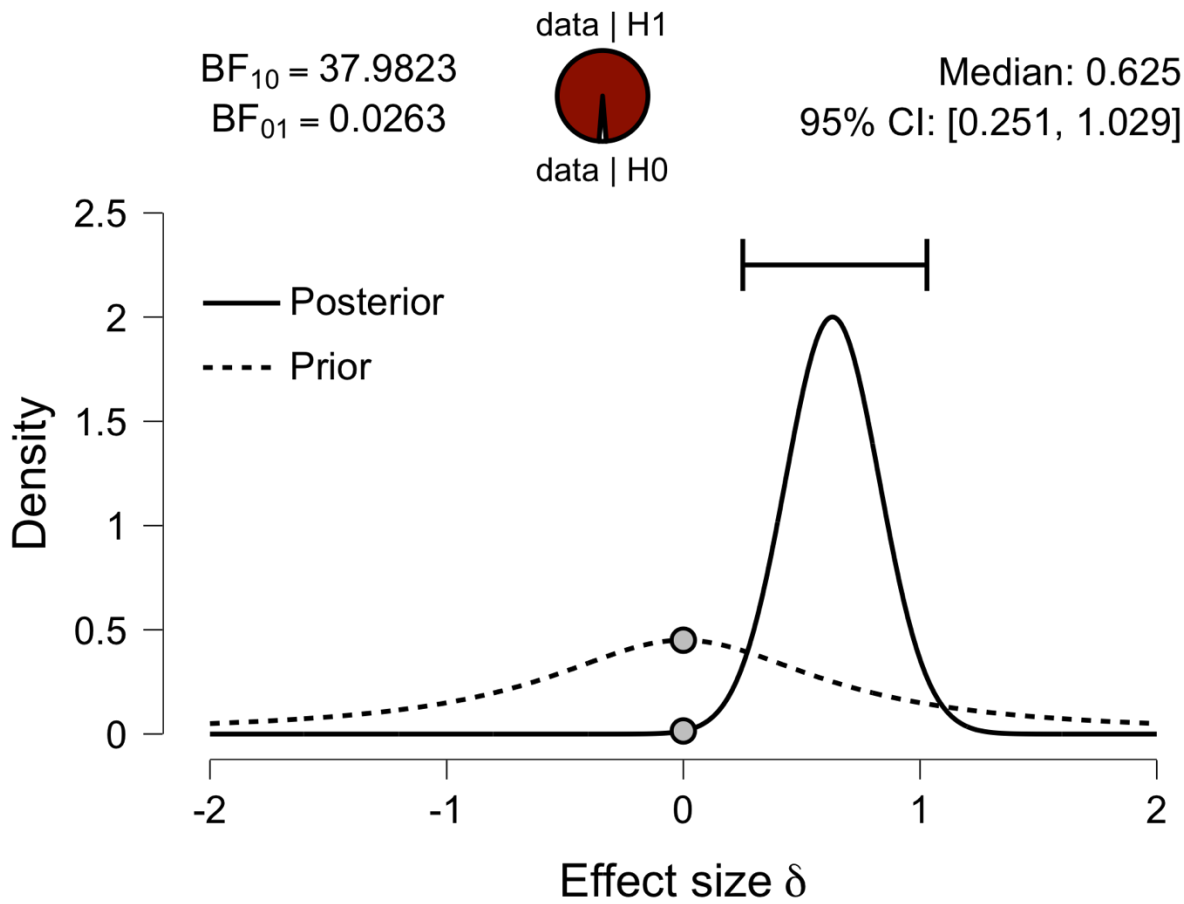 data | H1
BF₁₀ = 37.9823
BF₀₁ = 0.0263
data | H0
Median: 0.625
95% CI: [0.251, 1.029]
2.5
2
1.5
1
0.5
0
Density
Posterior
Prior
-2
-1
0
1
2
Effect size δ